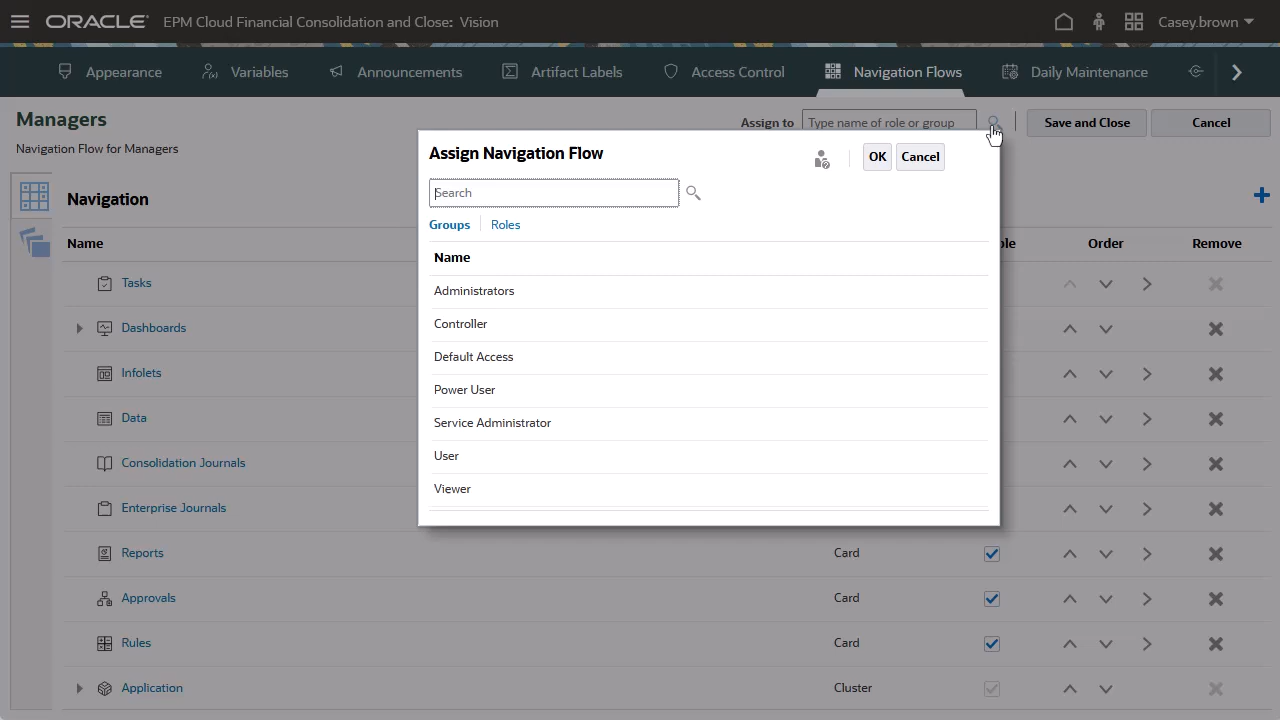 ORACLE® EPM Cloud Financial Consolidation and Close: Vision Casey.brown
Appearance Variables Announcements Artifact Labels Access Control Navigation Flows Daily Maintenance
Managers
Assign to Type name of role or group Save and Close Cancel
Navigation Flow for Managers
Assign Navigation Flow OK Cancel
Search
Groups Roles
Name
Administrators
Controller
Default Access
Power User
Service Administrator
User
Viewer
Navigation
Name ble Order Remove
Tasks
Dashboards
Infolets
Data
Consolidation Journals
Enterprise Journals
Reports Card
Approvals Card
Rules Card
Application Cluster